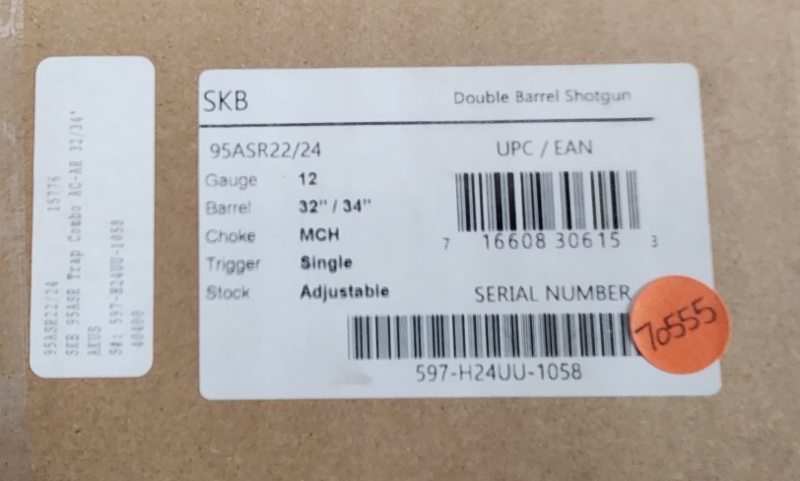 95ASR22/24 15776
SKB 95ASR Trap Combo AC-AR 32/34"
AKUS
S#: 597-H24UU-1058
40400
SKB Double Barrel Shotgun
95ASR22/24
Gauge 12
Barrel 32" / 34"
Choke MCH
Trigger Single
Stock Adjustable
UPC / EAN
7 16608 30615 3
SERIAL NUMBER
597-H24UU-1058
70555